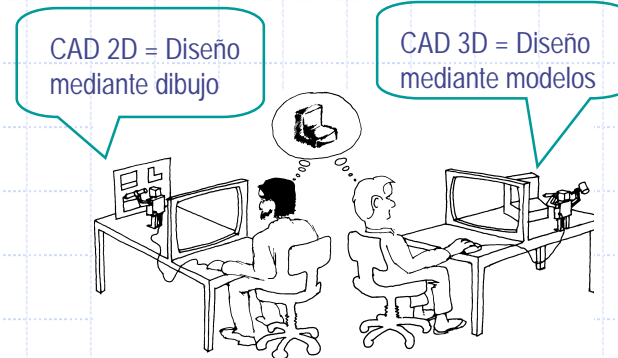 CAD 2D = Diseño
mediante dibujo
CAD 3D = Diseño
mediante modelos